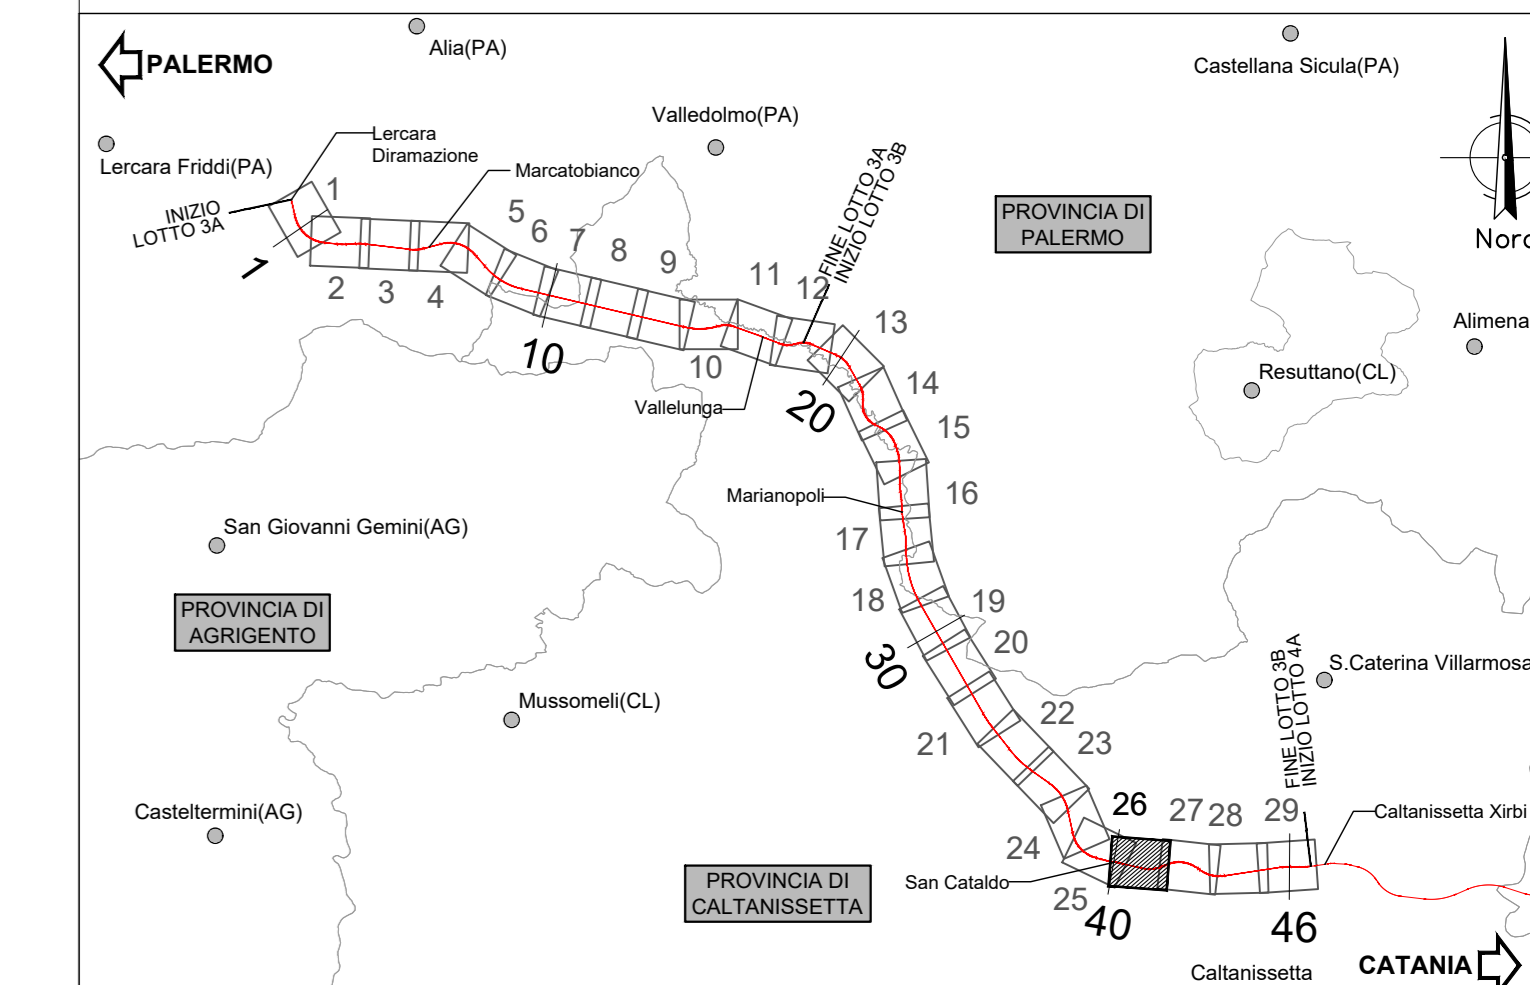 Alia(PA)
PALERMO
Castellana Sicula(PA)
Valledolmo(PA)
Lercara
Diramazione
Lercara Friddi(PA)
Marcatobianco
INIZIO
LOTTO 3A
FINE LOTTO 3A
INIZIO LOTTO 3B
PROVINCIA DI
PALERMO
Nord
1
1
2
3
4
5
6
7
8
9
10
10
11
12
13
14
15
16
17
18
19
20
20
21
22
23
24
25
26
27
28
29
30
40
46
Alimena
Resuttano(CL)
Vallelunga
Marianopoli
San Giovanni Gemini(AG)
PROVINCIA DI
AGRIGENTO
Mussomeli(CL)
Casteltermini(AG)
S.Caterina Villarmosa
FINE LOTTO 3B
INIZIO LOTTO 4A
Caltanissetta Xirbi
San Cataldo
PROVINCIA DI
CALTANISSETTA
Caltanissetta
CATANIA